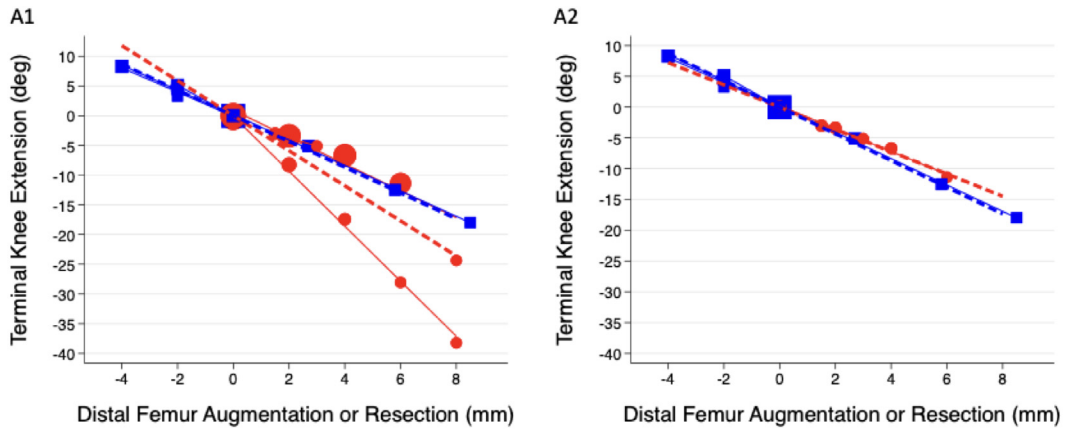 A1
Terminal Knee Extension (deg)
10
5
0
-5
-10
-15
-20
-25
-30
-35
-40
-4 -2 0 2 4 6 8
Distal Femur Augmentation or Resection (mm)
A2
Terminal Knee Extension (deg)
10
5
0
-5
-10
-15
-20
-25
-30
-35
-40
-4 -2 0 2 4 6 8
Distal Femur Augmentation or Resection (mm)